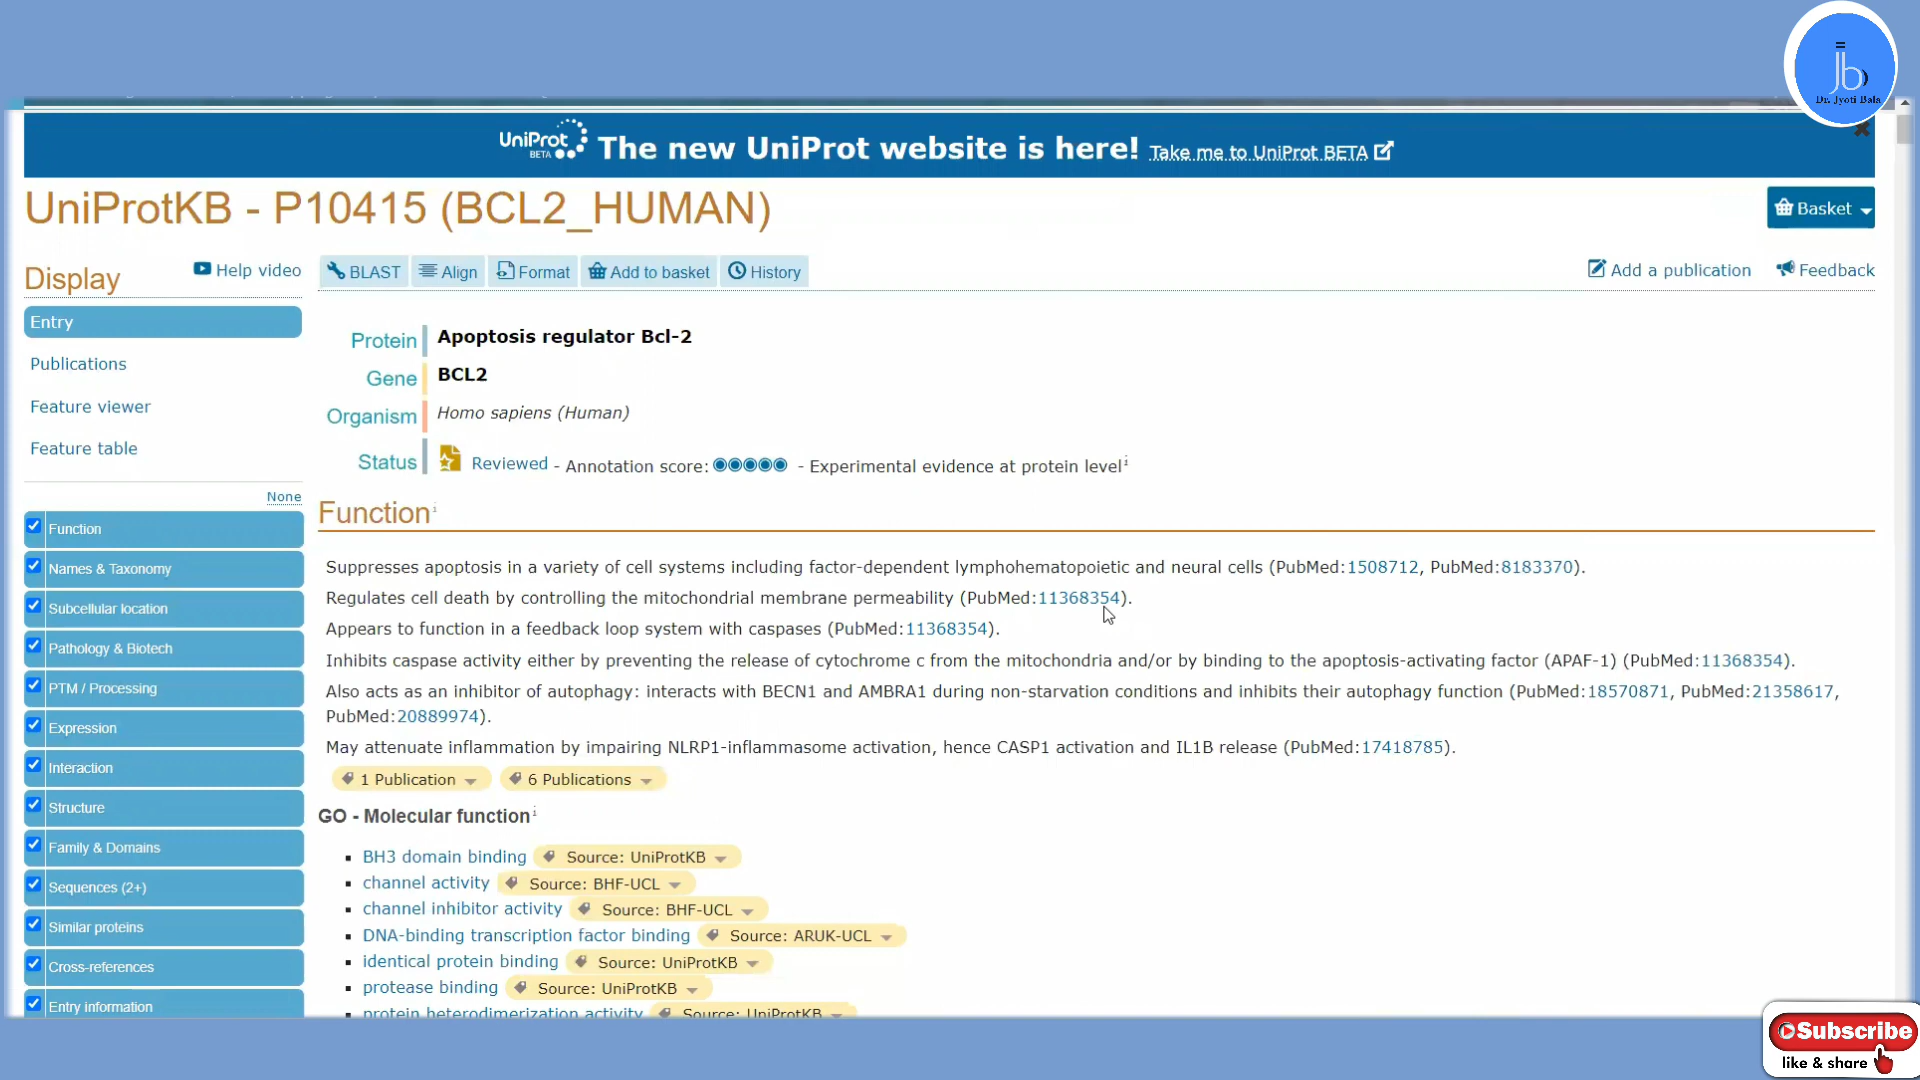 Dr. Jyoti Bala
UniProt BETA The new UniProt website is here! Take me to UniProt BETA
UniProtKB - P10415 (BCL2_HUMAN)
Basket
Display
Help video
BLAST Align Format Add to basket History
Add a publication Feedback
Entry
Publications
Feature viewer
Feature table
None
Function
Names & Taxonomy
Subcellular location
Pathology & Biotech
PTM / Processing
Expression
Interaction
Structure
Family & Domains
Sequences (2+)
Similar proteins
Cross-references
Entry information
Protein Apoptosis regulator Bcl-2
Gene BCL2
Organism Homo sapiens (Human)
Status Reviewed - Annotation score: - Experimental evidence at protein level i
Function i
Suppresses apoptosis in a variety of cell systems including factor-dependent lymphohematopoietic and neural cells (PubMed:1508712, PubMed:8183370).
Regulates cell death by controlling the mitochondrial membrane permeability (PubMed:11368354).
Appears to function in a feedback loop system with caspases (PubMed:11368354).
Inhibits caspase activity either by preventing the release of cytochrome c from the mitochondria and/or by binding to the apoptosis-activating factor (APAF-1) (PubMed:11368354).
Also acts as an inhibitor of autophagy: interacts with BECN1 and AMBRA1 during non-starvation conditions and inhibits their autophagy function (PubMed:18570871, PubMed:21358617,
PubMed:20889974).
May attenuate inflammation by impairing NLRP1-inflammasome activation, hence CASP1 activation and IL1B release (PubMed:17418785).
1 Publication 6 Publications
GO - Molecular function i
BH3 domain binding Source: UniProtKB
channel activity Source: BHF-UCL
channel inhibitor activity Source: BHF-UCL
DNA-binding transcription factor binding Source: ARUK-UCL
identical protein binding Source: UniProtKB
protease binding Source: UniProtKB
protein heterodimerization activity Source: UniProtKB
Subscribe
like & share